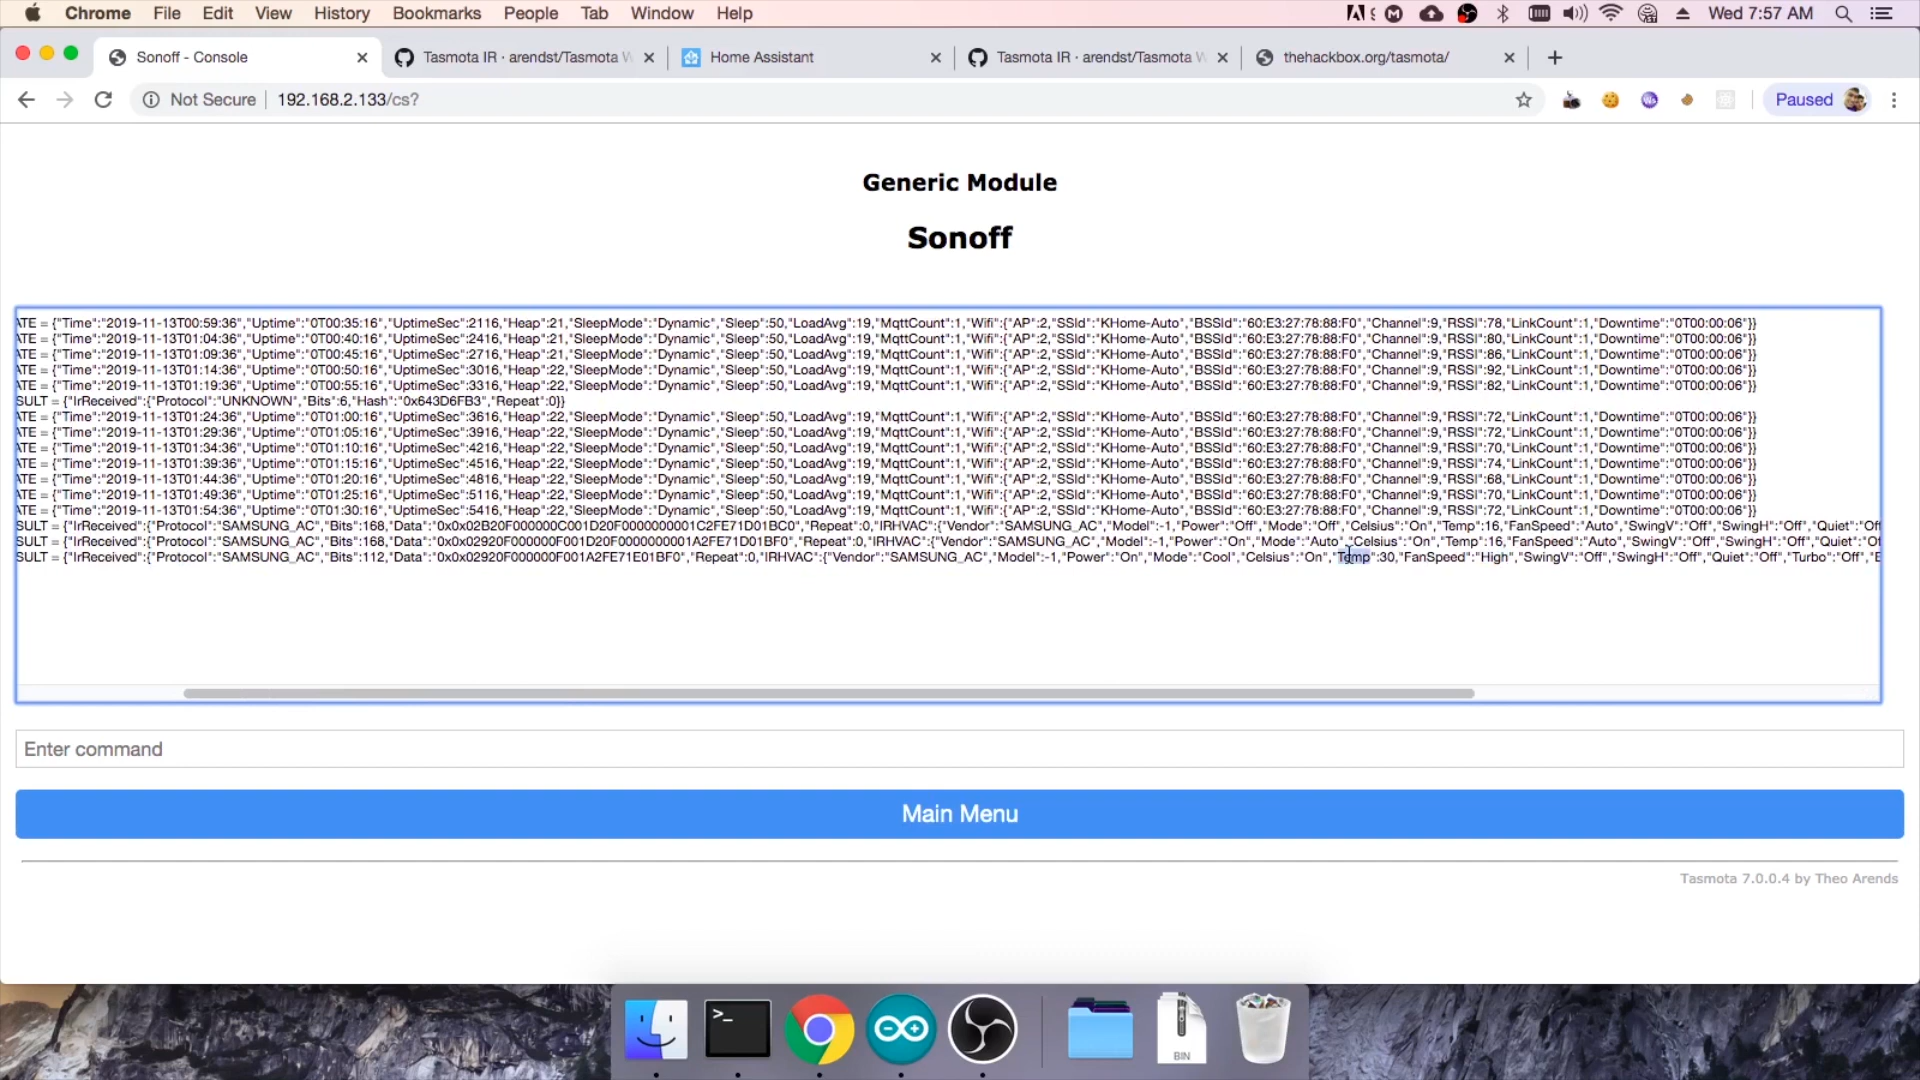 Chrome File Edit View History Bookmarks People Tab Window Help Wed 7:57 AM
Sonoff - Console Tasmota IR · arendst/Tasmota W Home Assistant Tasmota IR · arendst/Tasmota W thehackbox.org/tasmota/
Not Secure 192.168.2.133/cs? Paused
Generic Module
Sonoff
ATE = {"Time":"2019-11-13T00:59:36","Uptime":"0T00:35:16","UptimeSec":2116,"Heap":21,"SleepMode":"Dynamic","Sleep":50,"LoadAvg":19,"MqttCount":1,"Wifi":{"AP":2,"SSId":"KHome-Auto","BSSId":"60:E3:27:78:88:F0","Channel":9,"RSSI":78,"LinkCount":1,"Downtime":"0T00:00:06"}}
ATE = {"Time":"2019-11-13T01:04:36","Uptime":"0T00:40:16","UptimeSec":2416,"Heap":21,"SleepMode":"Dynamic","Sleep":50,"LoadAvg":19,"MqttCount":1,"Wifi":{"AP":2,"SSId":"KHome-Auto","BSSId":"60:E3:27:78:88:F0","Channel":9,"RSSI":80,"LinkCount":1,"Downtime":"0T00:00:06"}}
ATE = {"Time":"2019-11-13T01:09:36","Uptime":"0T00:45:16","UptimeSec":2716,"Heap":21,"SleepMode":"Dynamic","Sleep":50,"LoadAvg":19,"MqttCount":1,"Wifi":{"AP":2,"SSId":"KHome-Auto","BSSId":"60:E3:27:78:88:F0","Channel":9,"RSSI":86,"LinkCount":1,"Downtime":"0T00:00:06"}}
ATE = {"Time":"2019-11-13T01:14:36","Uptime":"0T00:50:16","UptimeSec":3016,"Heap":22,"SleepMode":"Dynamic","Sleep":50,"LoadAvg":19,"MqttCount":1,"Wifi":{"AP":2,"SSId":"KHome-Auto","BSSId":"60:E3:27:78:88:F0","Channel":9,"RSSI":92,"LinkCount":1,"Downtime":"0T00:00:06"}}
ATE = {"Time":"2019-11-13T01:19:36","Uptime":"0T00:55:16","UptimeSec":3316,"Heap":22,"SleepMode":"Dynamic","Sleep":50,"LoadAvg":19,"MqttCount":1,"Wifi":{"AP":2,"SSId":"KHome-Auto","BSSId":"60:E3:27:78:88:F0","Channel":9,"RSSI":82,"LinkCount":1,"Downtime":"0T00:00:06"}}
SULT = {"IrReceived":{"Protocol":"UNKNOWN","Bits":6,"Hash":"0x643D6FB3","Repeat":0}}
ATE = {"Time":"2019-11-13T01:24:36","Uptime":"0T01:00:16","UptimeSec":3616,"Heap":22,"SleepMode":"Dynamic","Sleep":50,"LoadAvg":19,"MqttCount":1,"Wifi":{"AP":2,"SSId":"KHome-Auto","BSSId":"60:E3:27:78:88:F0","Channel":9,"RSSI":72,"LinkCount":1,"Downtime":"0T00:00:06"}}
ATE = {"Time":"2019-11-13T01:29:36","Uptime":"0T01:05:16","UptimeSec":3916,"Heap":22,"SleepMode":"Dynamic","Sleep":50,"LoadAvg":19,"MqttCount":1,"Wifi":{"AP":2,"SSId":"KHome-Auto","BSSId":"60:E3:27:78:88:F0","Channel":9,"RSSI":72,"LinkCount":1,"Downtime":"0T00:00:06"}}
ATE = {"Time":"2019-11-13T01:34:36","Uptime":"0T01:10:16","UptimeSec":4216,"Heap":22,"SleepMode":"Dynamic","Sleep":50,"LoadAvg":19,"MqttCount":1,"Wifi":{"AP":2,"SSId":"KHome-Auto","BSSId":"60:E3:27:78:88:F0","Channel":9,"RSSI":70,"LinkCount":1,"Downtime":"0T00:00:06"}}
ATE = {"Time":"2019-11-13T01:39:36","Uptime":"0T01:15:16","UptimeSec":4516,"Heap":22,"SleepMode":"Dynamic","Sleep":50,"LoadAvg":19,"MqttCount":1,"Wifi":{"AP":2,"SSId":"KHome-Auto","BSSId":"60:E3:27:78:88:F0","Channel":9,"RSSI":74,"LinkCount":1,"Downtime":"0T00:00:06"}}
ATE = {"Time":"2019-11-13T01:44:36","Uptime":"0T01:20:16","UptimeSec":4816,"Heap":22,"SleepMode":"Dynamic","Sleep":50,"LoadAvg":19,"MqttCount":1,"Wifi":{"AP":2,"SSId":"KHome-Auto","BSSId":"60:E3:27:78:88:F0","Channel":9,"RSSI":68,"LinkCount":1,"Downtime":"0T00:00:06"}}
ATE = {"Time":"2019-11-13T01:49:36","Uptime":"0T01:25:16","UptimeSec":5116,"Heap":22,"SleepMode":"Dynamic","Sleep":50,"LoadAvg":19,"MqttCount":1,"Wifi":{"AP":2,"SSId":"KHome-Auto","BSSId":"60:E3:27:78:88:F0","Channel":9,"RSSI":70,"LinkCount":1,"Downtime":"0T00:00:06"}}
ATE = {"Time":"2019-11-13T01:54:36","Uptime":"0T01:30:16","UptimeSec":5416,"Heap":22,"SleepMode":"Dynamic","Sleep":50,"LoadAvg":19,"MqttCount":1,"Wifi":{"AP":2,"SSId":"KHome-Auto","BSSId":"60:E3:27:78:88:F0","Channel":9,"RSSI":72,"LinkCount":1,"Downtime":"0T00:00:06"}}
SULT = {"IrReceived":{"Protocol":"SAMSUNG_AC","Bits":168,"Data":"0x0x02B20F000000C001D20F0000000001C2FE71D01BC0","Repeat":0,"IRHVAC":{"Vendor":"SAMSUNG_AC","Model":-1,"Power":"Off","Mode":"Off","Celsius":"On","Temp":16,"FanSpeed":"Auto","SwingV":"Off","SwingH":"Off","Quiet":"Off
SULT = {"IrReceived":{"Protocol":"SAMSUNG_AC","Bits":168,"Data":"0x0x02920F000000F001D20F0000000001A2FE71D01BF0","Repeat":0,"IRHVAC":{"Vendor":"SAMSUNG_AC","Model":-1,"Power":"On","Mode":"Auto","Celsius":"On","Temp":16,"FanSpeed":"Auto","SwingV":"Off","SwingH":"Off","Quiet":"Of
SULT = {"IrReceived":{"Protocol":"SAMSUNG_AC","Bits":112,"Data":"0x0x02920F000000F001A2FE71E01BF0","Repeat":0,"IRHVAC":{"Vendor":"SAMSUNG_AC","Model":-1,"Power":"On","Mode":"Cool","Celsius":"On","Temp":30,"FanSpeed":"High","SwingV":"Off","SwingH":"Off","Quiet":"Off","Turbo":"Off","E
Enter command
Main Menu
Tasmota 7.0.0.4 by Theo Arends
BIN